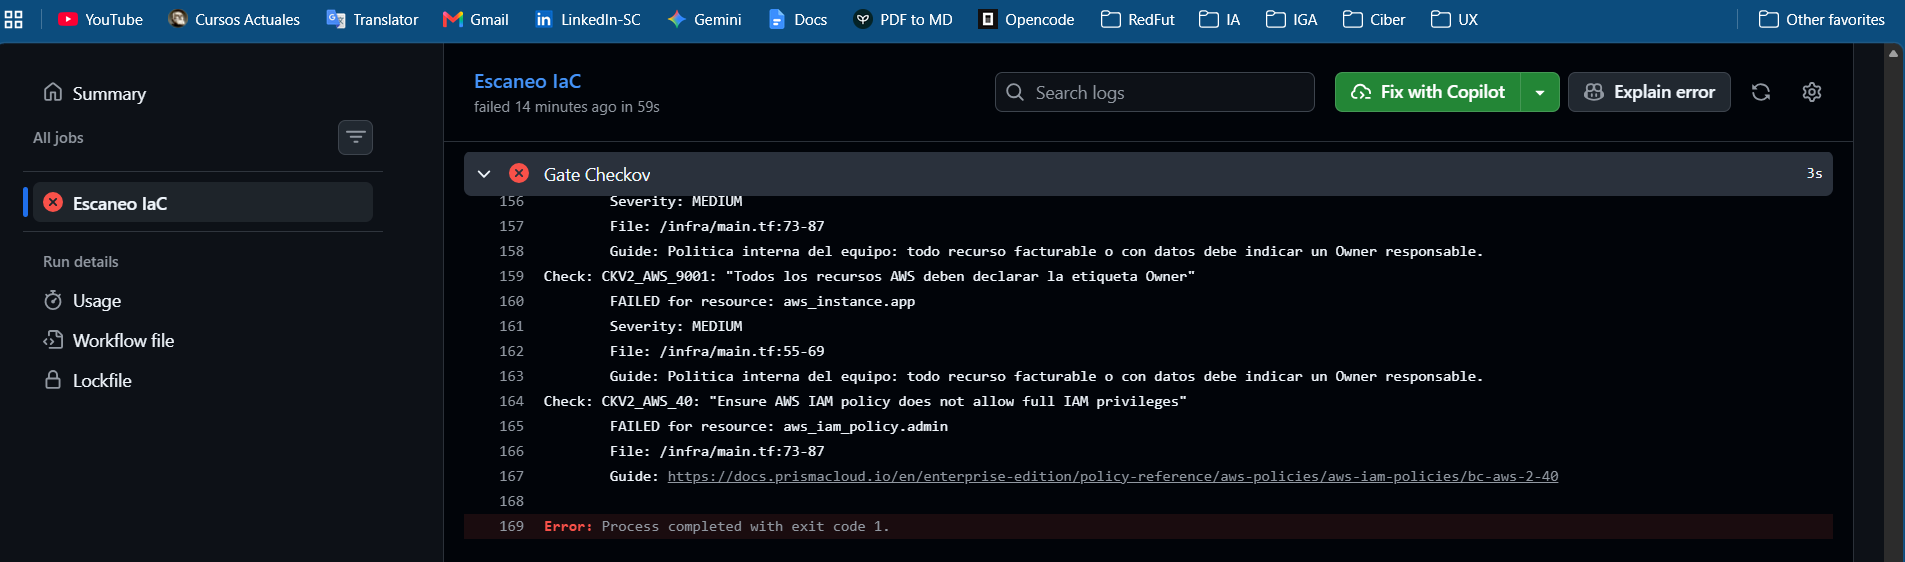 YouTube Cursos Actuales Translator Gmail LinkedIn-SC Gemini Docs PDF to MD Opencode RedFut IA IGA Ciber UX Other favorites
Summary
All jobs
Escaneo IaC
Run details
Usage
Workflow file
Lockfile
Escaneo IaC
failed 14 minutes ago in 59s
Search logs
Fix with Copilot
Explain error
Gate Checkov 3s
156 Severity: MEDIUM
157 File: /infra/main.tf:73-87
158 Guide: Politica interna del equipo: todo recurso facturable o con datos debe indicar un Owner responsable.
159 Check: CKV2_AWS_9001: "Todos los recursos AWS deben declarar la etiqueta Owner"
160 FAILED for resource: aws_instance.app
161 Severity: MEDIUM
162 File: /infra/main.tf:55-69
163 Guide: Politica interna del equipo: todo recurso facturable o con datos debe indicar un Owner responsable.
164 Check: CKV2_AWS_40: "Ensure AWS IAM policy does not allow full IAM privileges"
165 FAILED for resource: aws_iam_policy.admin
166 File: /infra/main.tf:73-87
167 Guide: https://docs.prismacloud.io/en/enterprise-edition/policy-reference/aws-policies/aws-iam-policies/bc-aws-2-40
168
169 Error: Process completed with exit code 1.